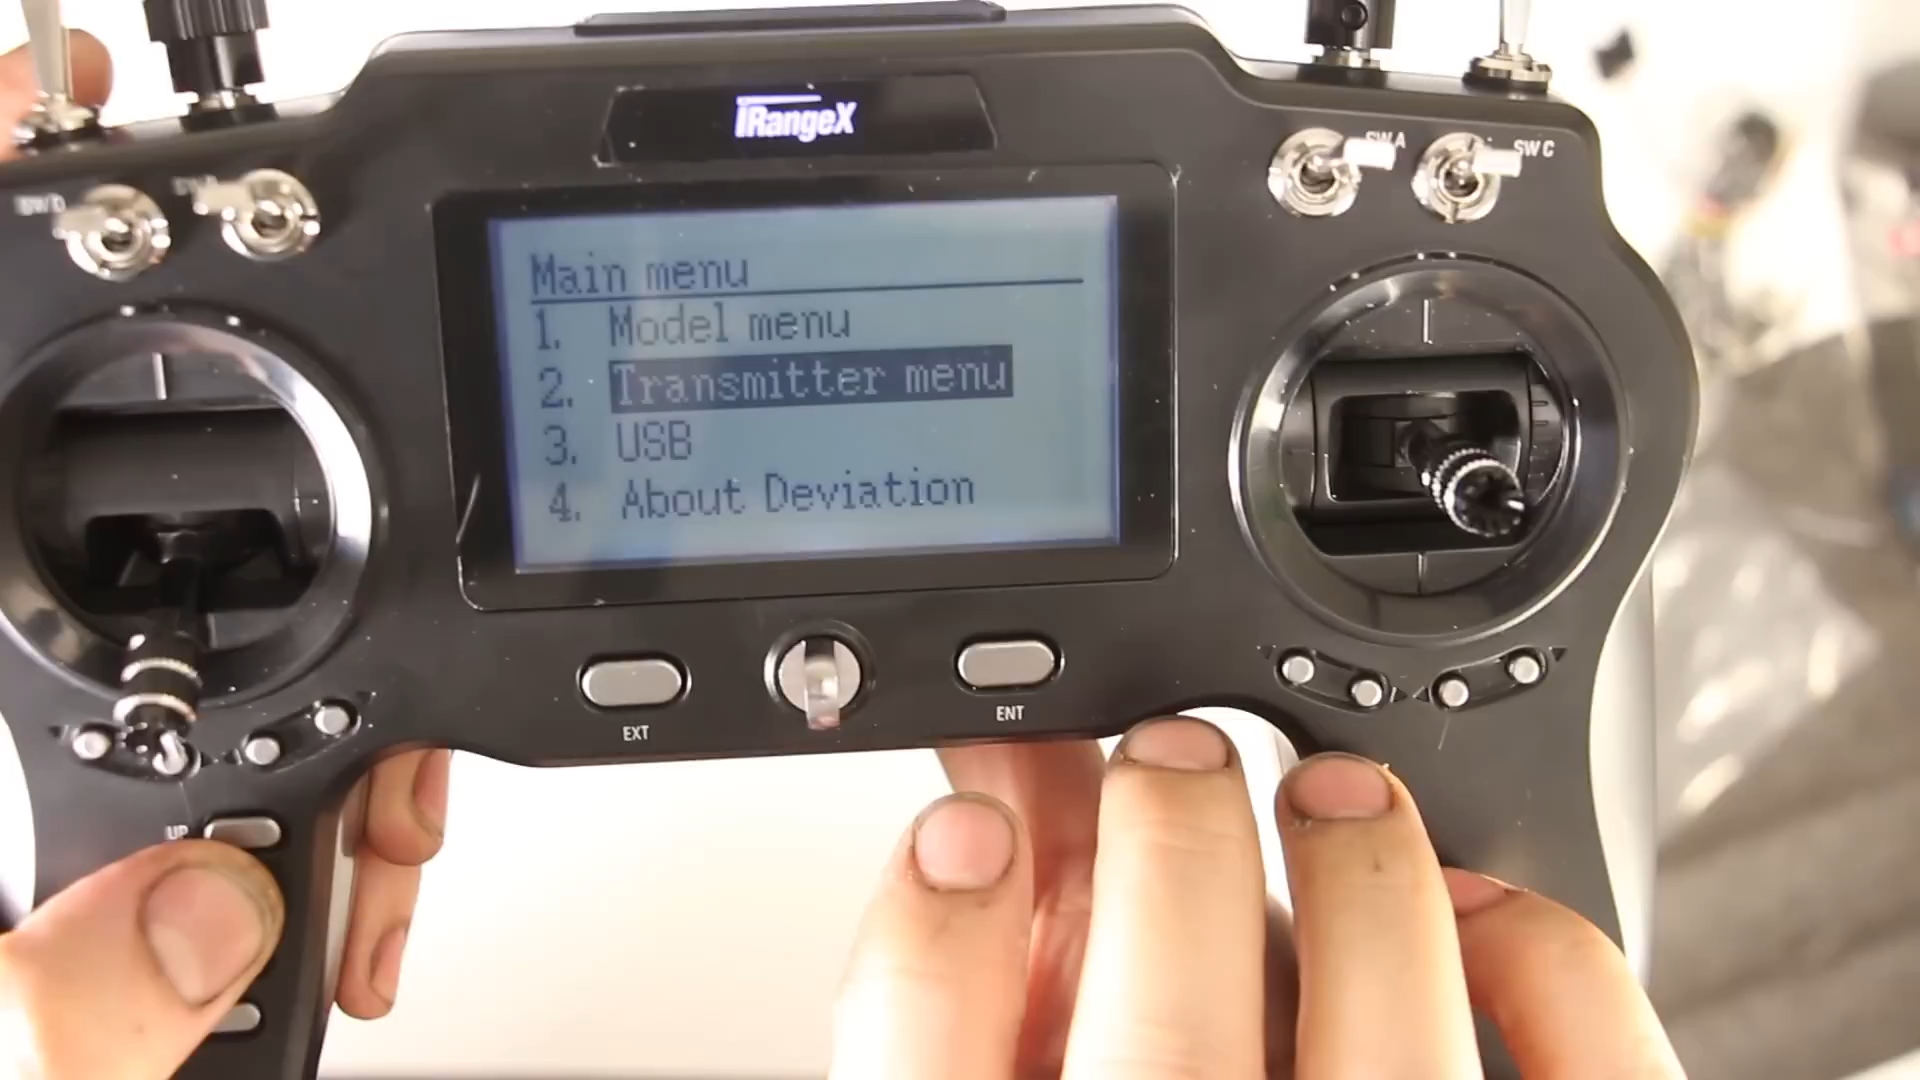 iRangeX
SW A
SW C
Main menu
1. Model menu
2. Transmitter menu
3. USB
4. About Deviation
EXT
ENT
UP